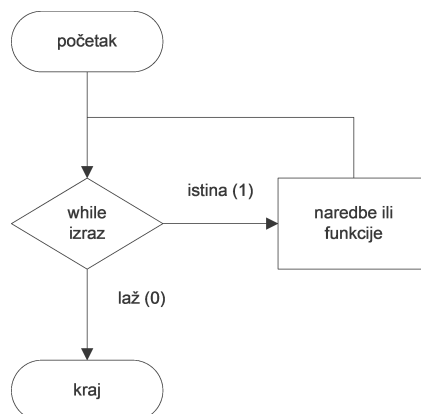 početak
while
izraz
istina (1)
naredbe ili
funkcije
laž (0)
kraj